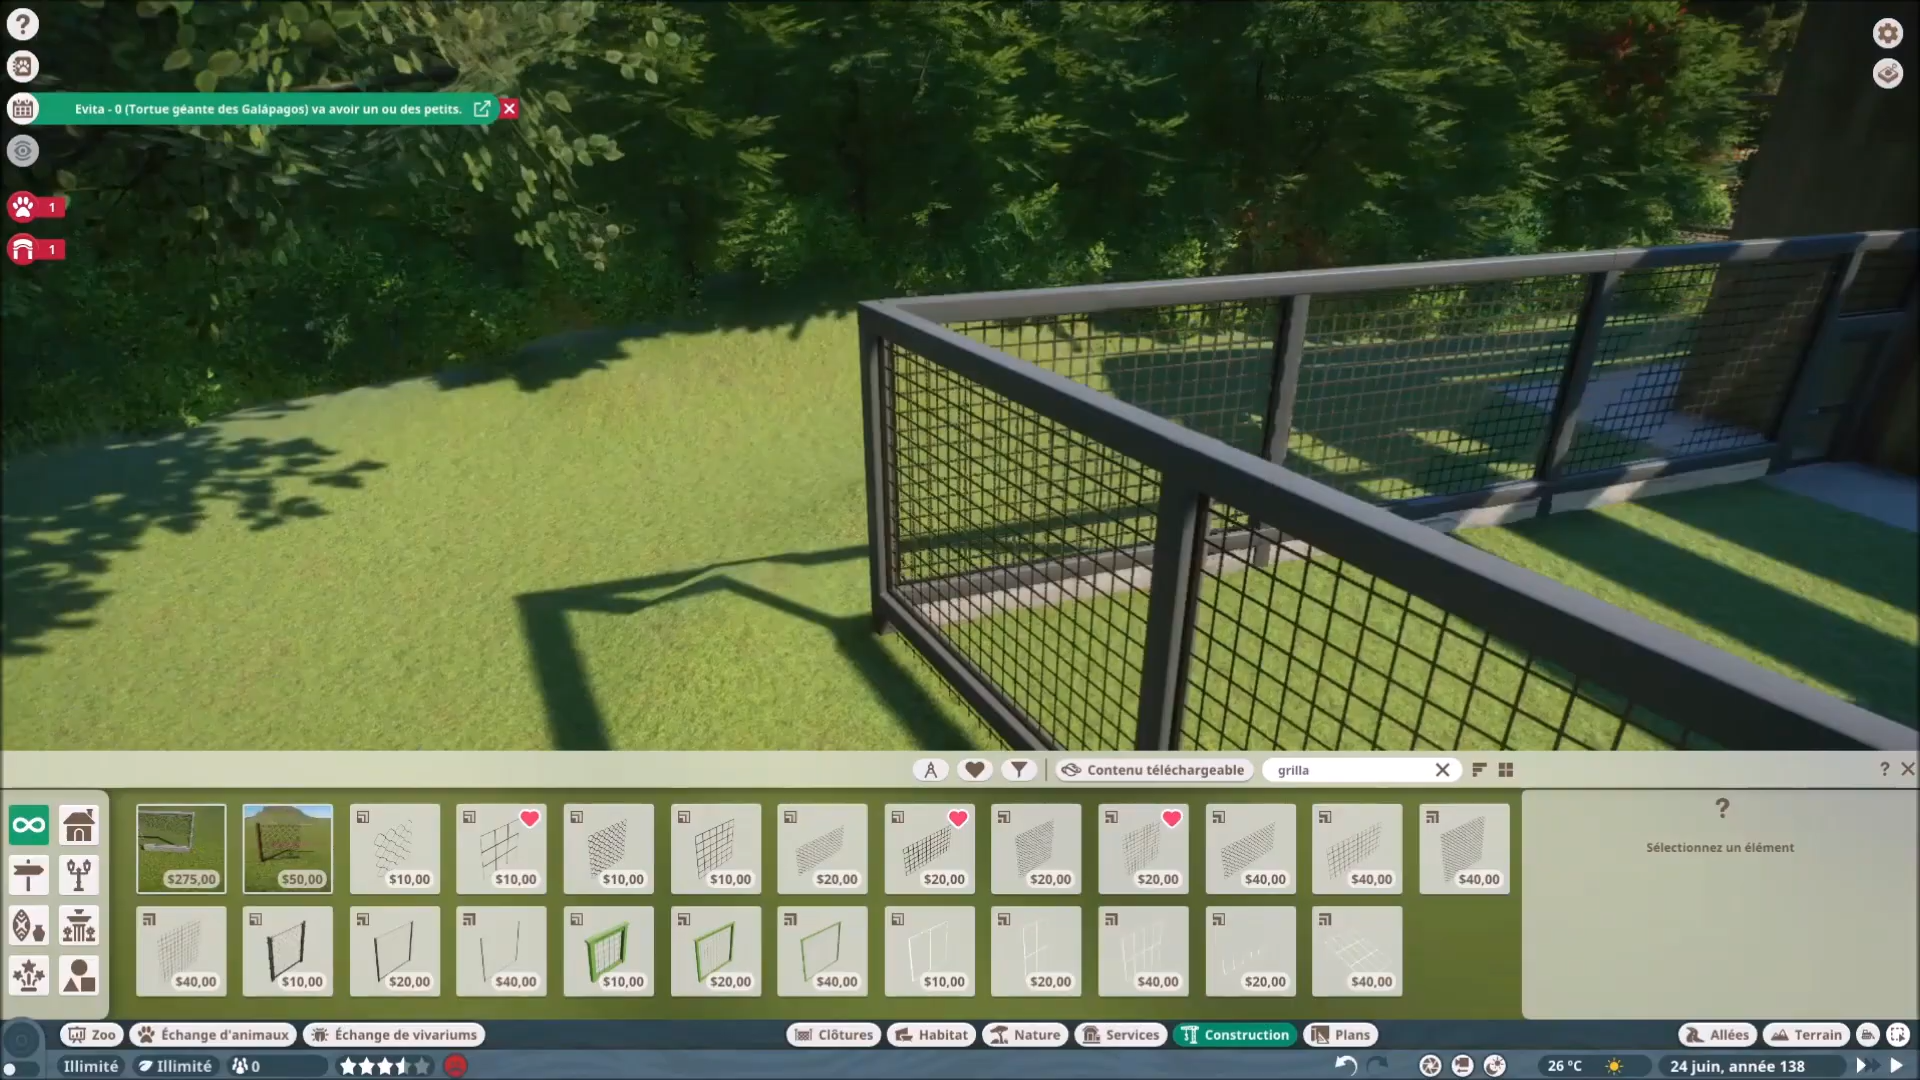 Evita - 0 (Tortue géante des Galápagos) va avoir un ou des petits.
1
1
Contenu téléchargeable
grilla
$275,00
$50,00
$10,00
$10,00
$10,00
$10,00
$20,00
$20,00
$20,00
$20,00
$40,00
$40,00
$40,00
$40,00
$10,00
$20,00
$40,00
$10,00
$20,00
$40,00
$10,00
$20,00
$40,00
$20,00
$40,00
?
Sélectionnez un élément
Zoo
Échange d'animaux
Échange de vivariums
Clôtures
Habitat
Nature
Services
Construction
Plans
Allées
Terrain
Illimité
Illimité
0
26 °C
24 juin, année 138